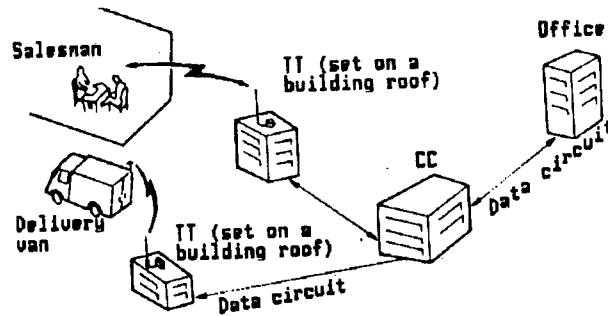 Salesman
TT (set on a
building roof)
Office
CC
Data circuit
Delivery
van
TT (set on a
building roof)
Data circuit